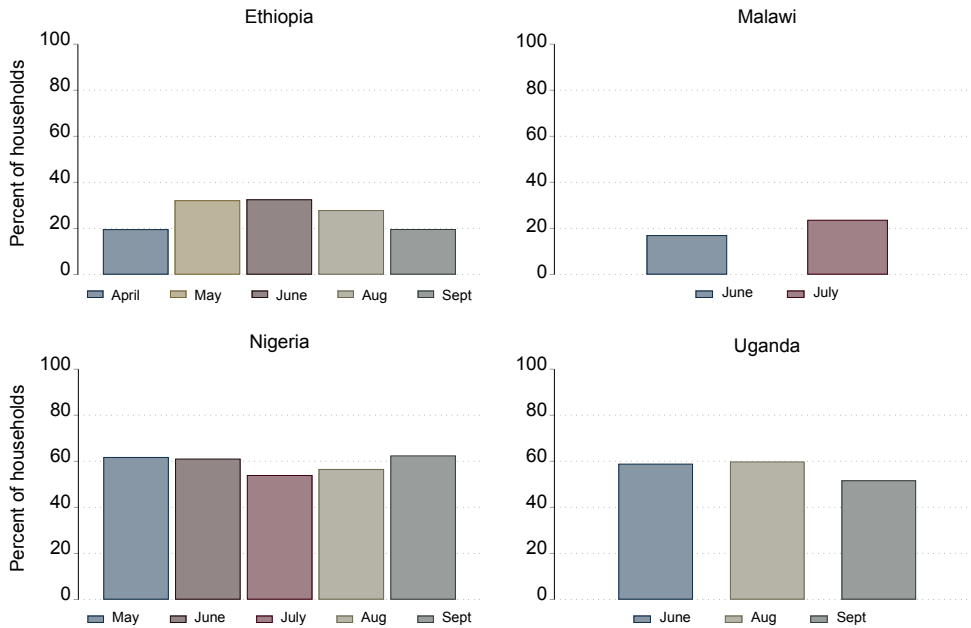 Ethiopia
Percent of households
100
80
60
40
20
0
April May June Aug Sept
Malawi
100
80
60
40
20
0
June July
Nigeria
Percent of households
100
80
60
40
20
0
May June July Aug Sept
Uganda
100
80
60
40
20
0
June Aug Sept